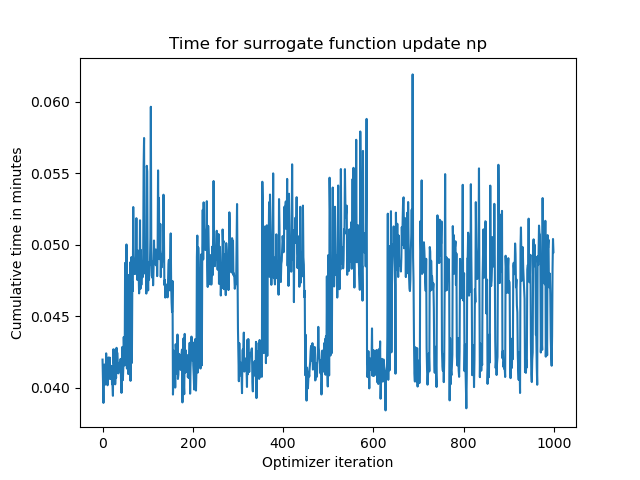 Time for surrogate function update np
0.060
0.055
0.050
0.045
0.040
Cumulative time in minutes
0 200 400 600 800 1000
Optimizer iteration